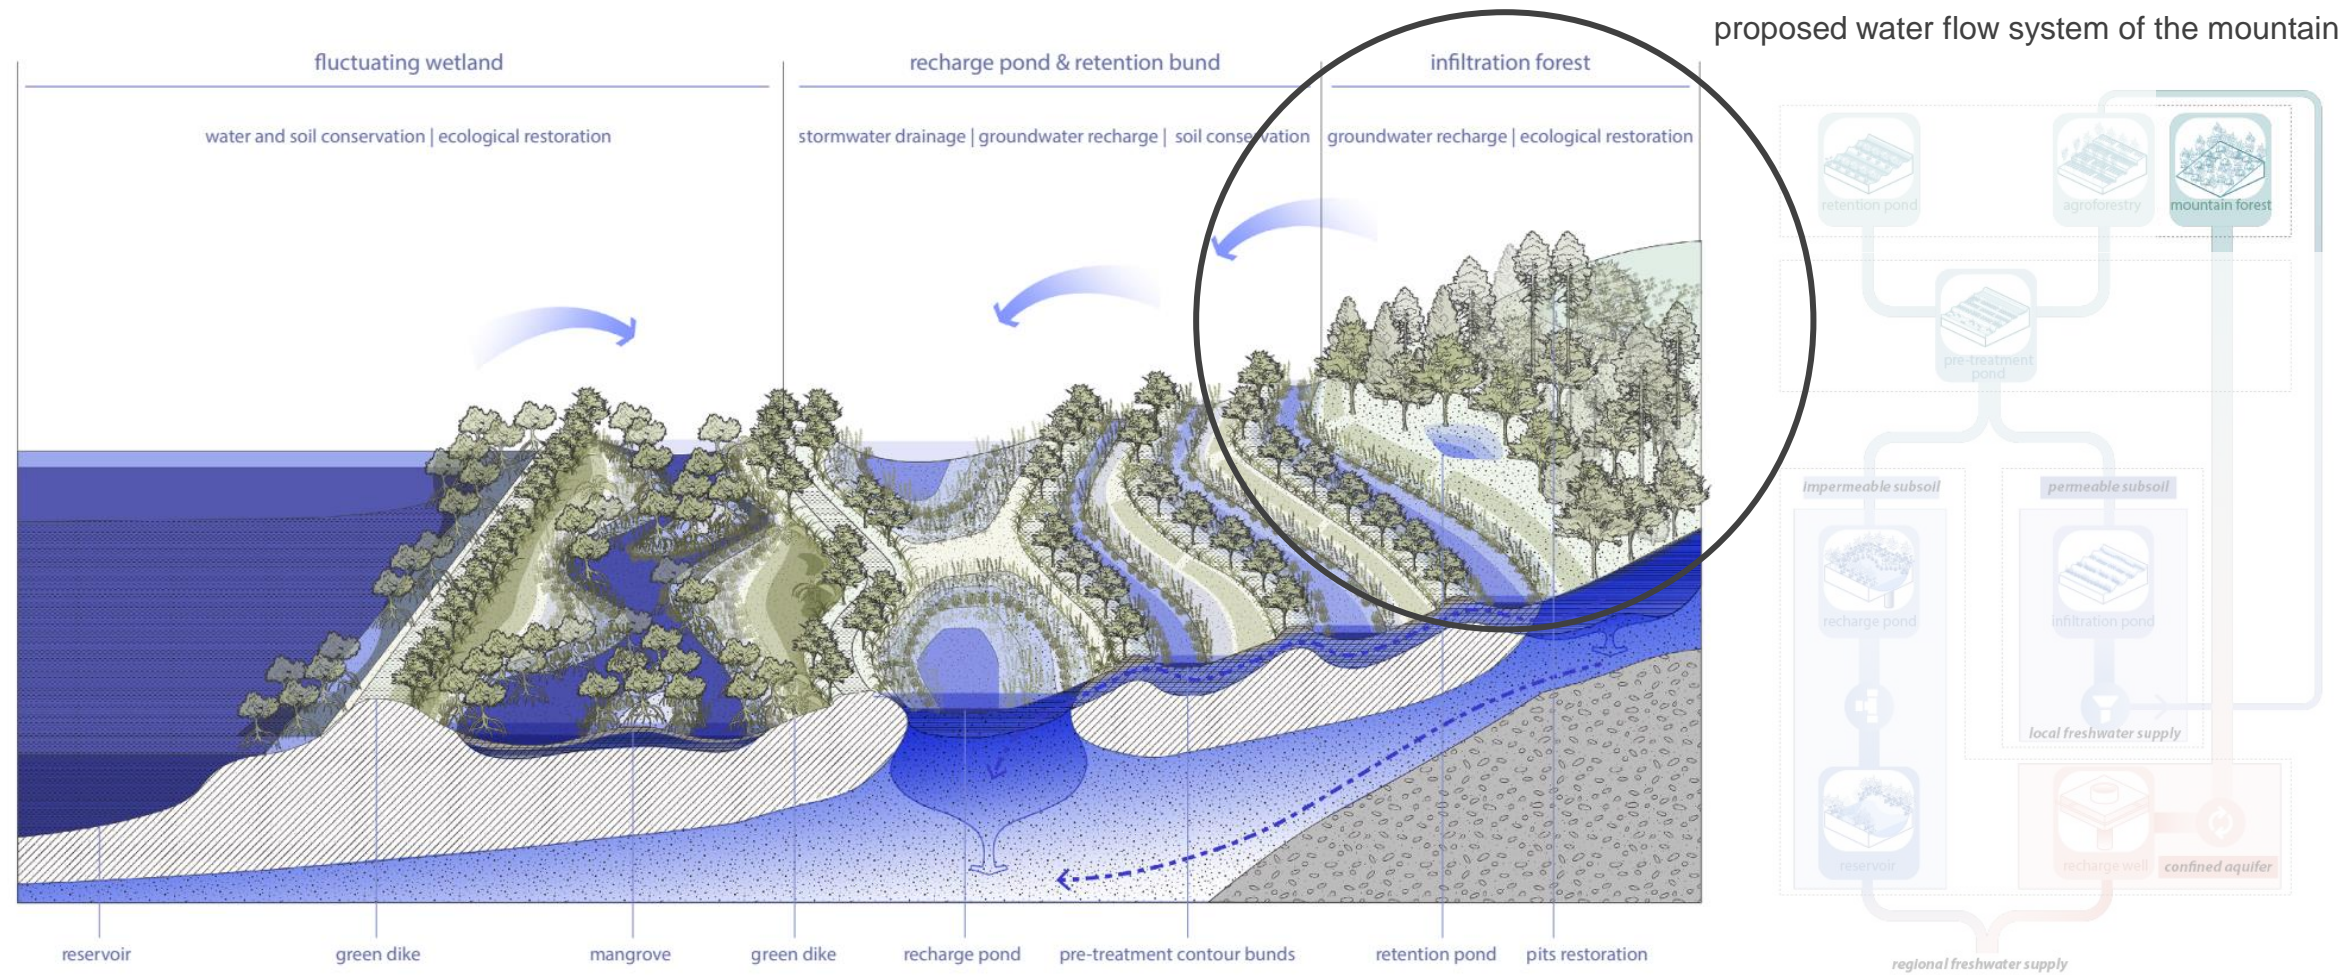 proposed water flow system of the mountain
fluctuating wetland
recharge pond & retention bund
infiltration forest
water and soil conservation | ecological restoration
stormwater drainage | groundwater recharge | soil conservation
groundwater recharge | ecological restoration
retention pond
agroforestry
mountain forest
pre-treatment
pond
impermeable subsoil
permeable subsoil
recharge pond
infiltration pond
local freshwater supply
reservoir
recharge well
confined aquifer
regional freshwater supply
reservoir
green dike
mangrove
green dike
recharge pond
pre-treatment contour bunds
retention pond
pits restoration